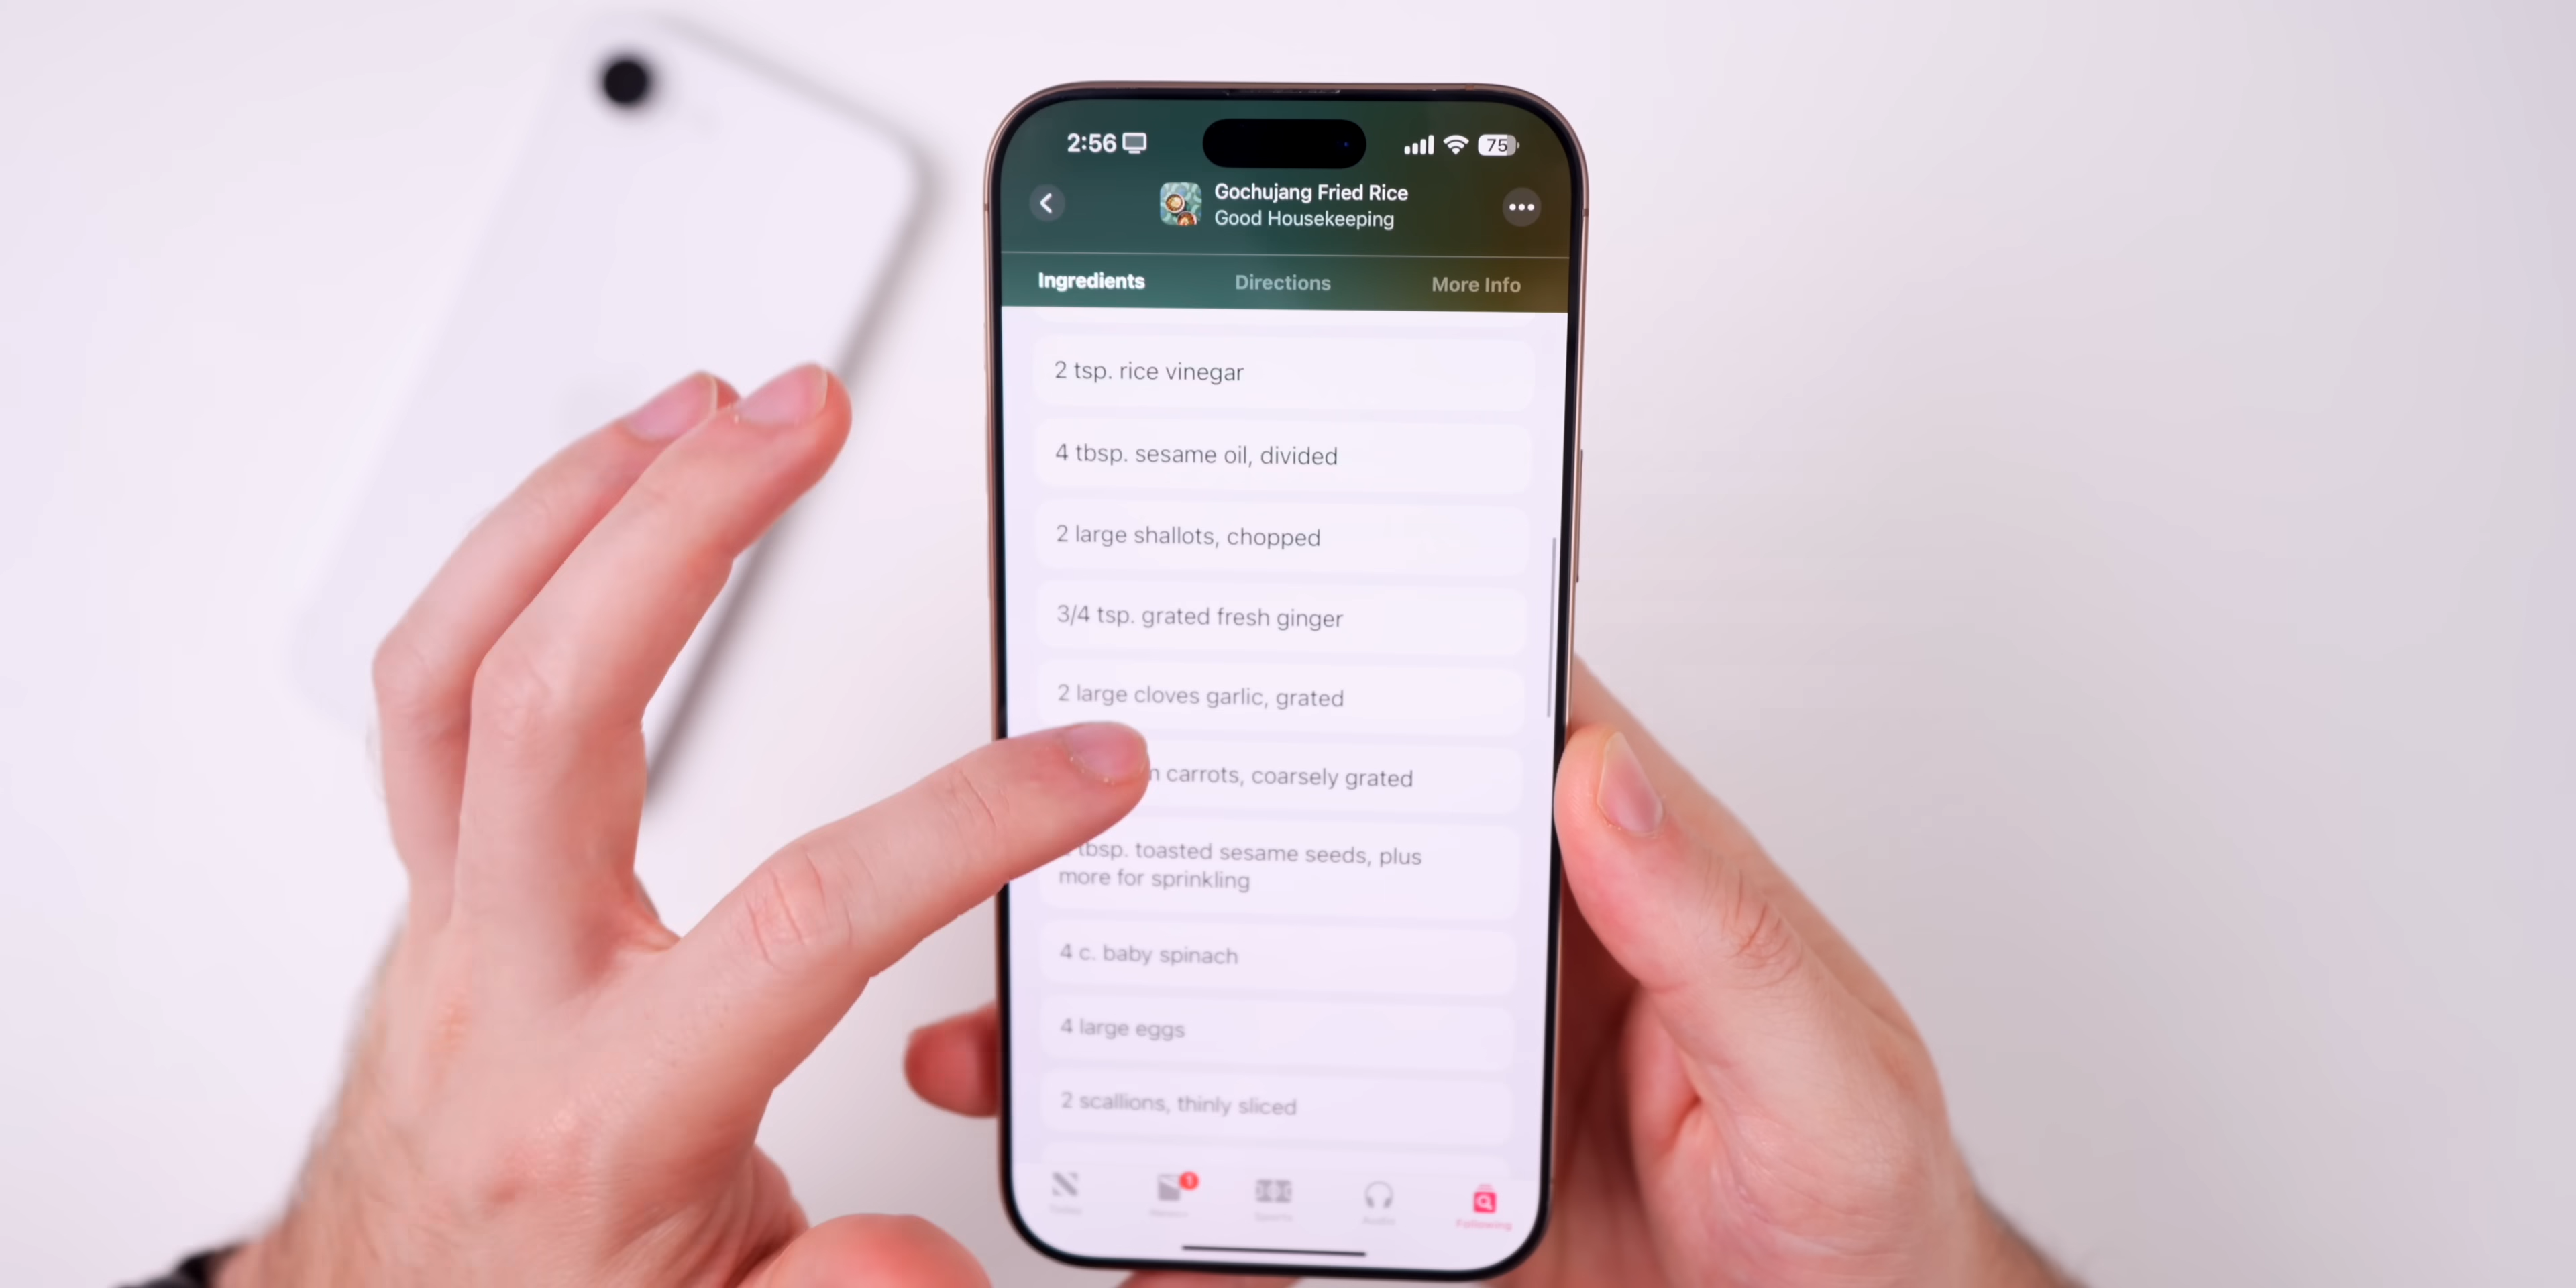 2:56
75
Gochujang Fried Rice
Good Housekeeping
Ingredients
Directions
More Info
2 tsp. rice vinegar
4 tbsp. sesame oil, divided
2 large shallots, chopped
3/4 tsp. grated fresh ginger
2 large cloves garlic, grated
carrots, coarsely grated
tbsp. toasted sesame seeds, plus
more for sprinkling
4 c. baby spinach
4 large eggs
2 scallions, thinly sliced
Audio
Following